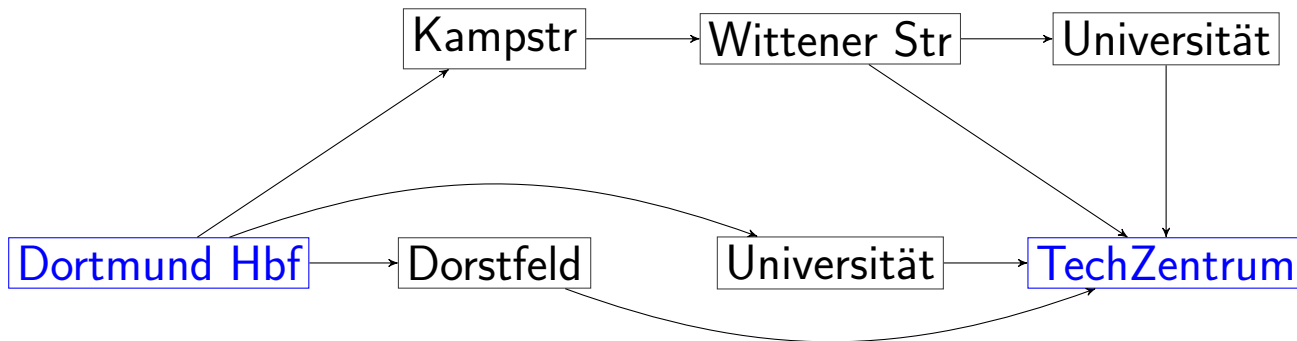 Kampstr
Wittener Str
Universität
Dortmund Hbf
Dorstfeld
Universität
TechZentrum